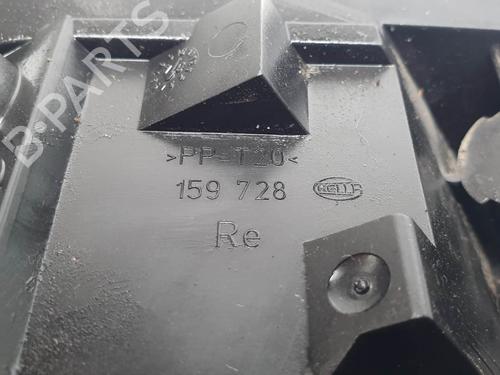 B-PARTS
>PP-T20<
159 728 HELLA
Re